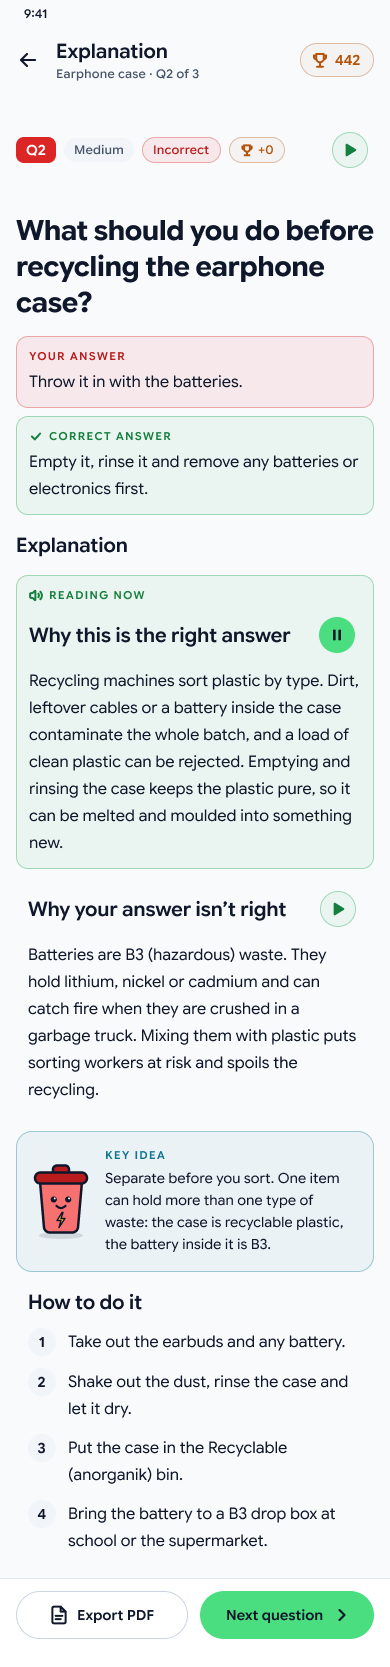 9:41
Explanation
Earphone case · Q2 of 3
442
Q2
Medium
Incorrect
+0
What should you do before
recycling the earphone
case?
YOUR ANSWER
Throw it in with the batteries.
CORRECT ANSWER
Empty it, rinse it and remove any batteries or
electronics first.
Explanation
READING NOW
Why this is the right answer
Recycling machines sort plastic by type. Dirt,
leftover cables or a battery inside the case
contaminate the whole batch, and a load of
clean plastic can be rejected. Emptying and
rinsing the case keeps the plastic pure, so it
can be melted and moulded into something
new.
Why your answer isn’t right
Batteries are B3 (hazardous) waste. They
hold lithium, nickel or cadmium and can
catch fire when they are crushed in a
garbage truck. Mixing them with plastic puts
sorting workers at risk and spoils the
recycling.
KEY IDEA
Separate before you sort. One item
can hold more than one type of
waste: the case is recyclable plastic,
the battery inside it is B3.
How to do it
1 Take out the earbuds and any battery.
2 Shake out the dust, rinse the case and
let it dry.
3 Put the case in the Recyclable
(anorganik) bin.
4 Bring the battery to a B3 drop box at
school or the supermarket.
Export PDF
Next question